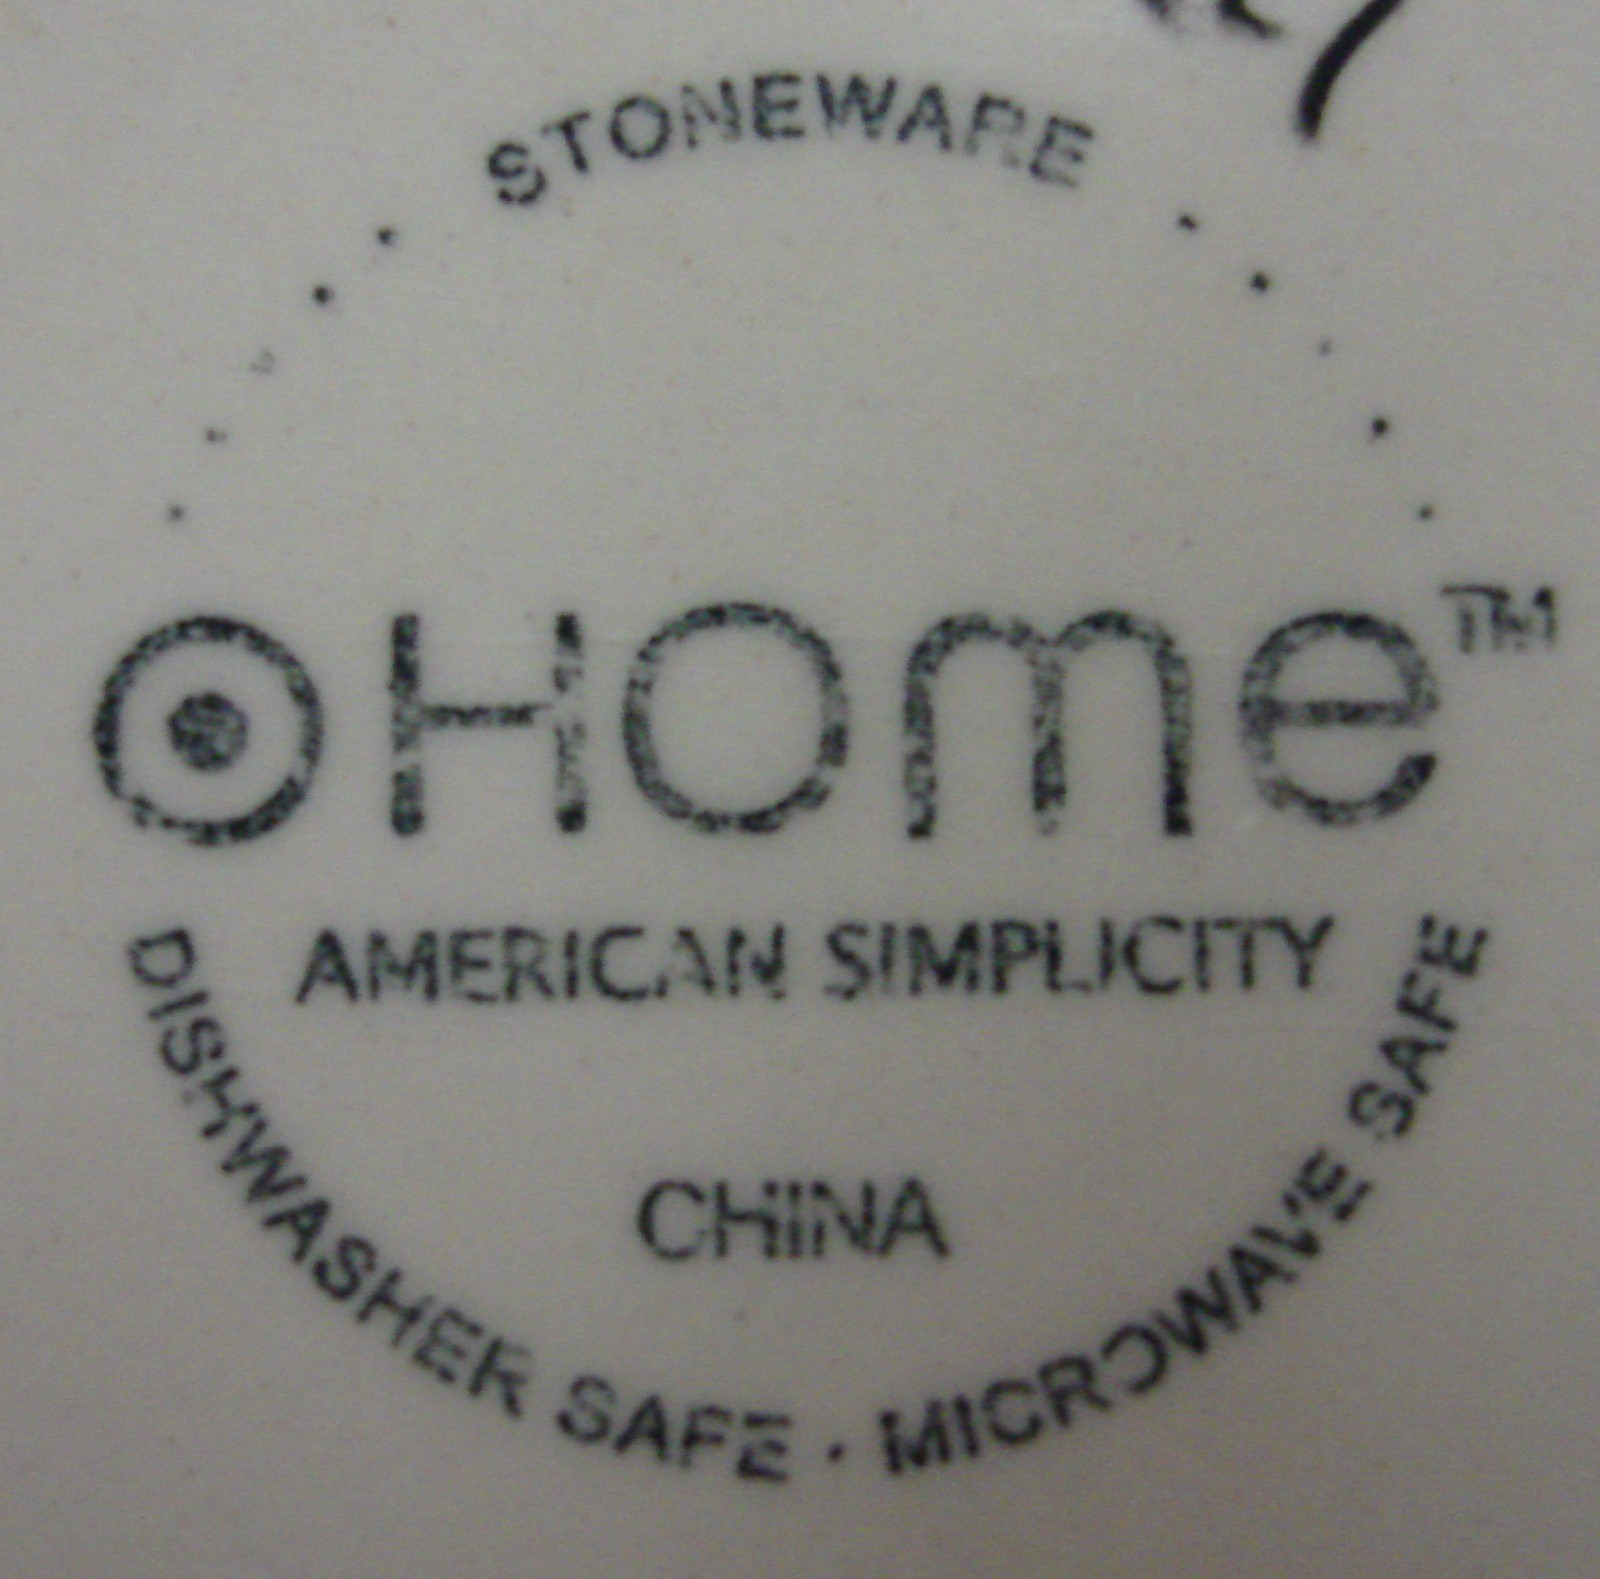 STONEWARE
Home™
AMERICAN SIMPLICITY
CHINA
DISHWASHER SAFE · MICROWAVE SAFE